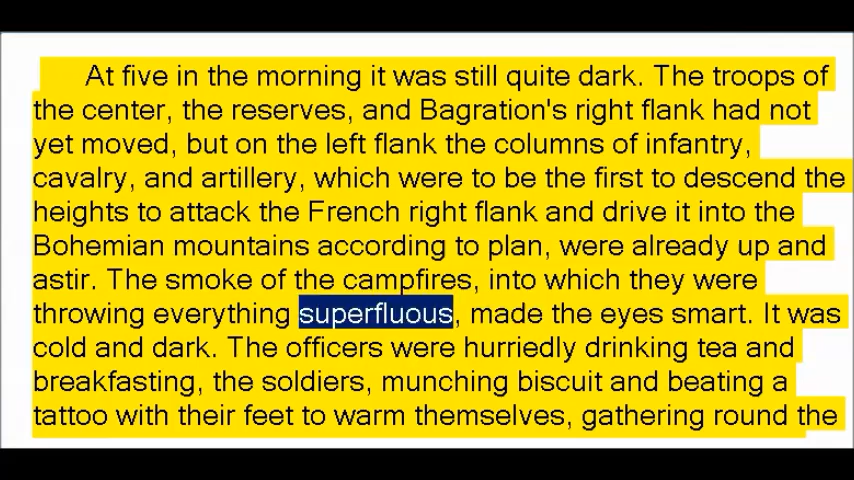 At five in the morning it was still quite dark. The troops of
the center, the reserves, and Bagration's right flank had not
yet moved, but on the left flank the columns of infantry,
cavalry, and artillery, which were to be the first to descend the
heights to attack the French right flank and drive it into the
Bohemian mountains according to plan, were already up and
astir. The smoke of the campfires, into which they were
throwing everything superfluous, made the eyes smart. It was
cold and dark. The officers were hurriedly drinking tea and
breakfasting, the soldiers, munching biscuit and beating a
tattoo with their feet to warm themselves, gathering round the